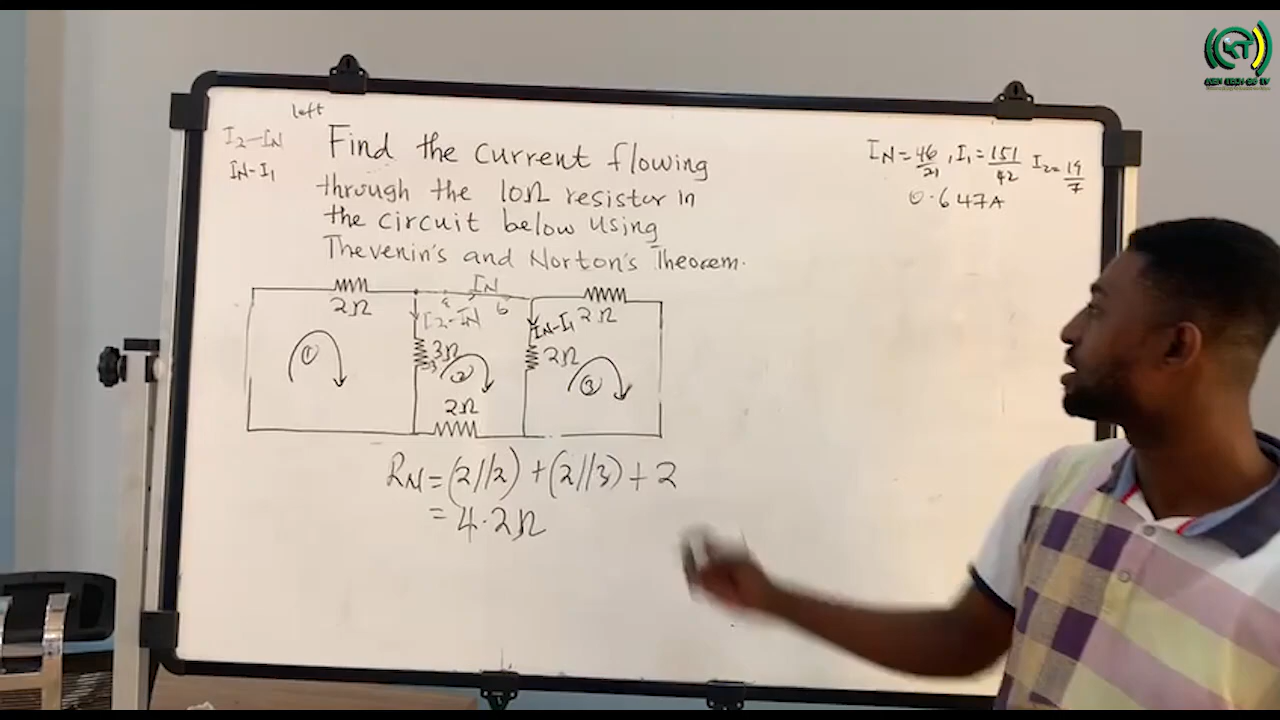 left
I2-IN
IN-I1
Find the current flowing
through the 10Ω resistor in
the circuit below using
Thevenin's and Norton's Theorem.
IN = 46/21, I1 = 151/42 I2 = 19/7
0.647A
IN
a b
2Ω
2Ω
I2-IN
IN-I1
3Ω
2Ω
1
2
3
2Ω
RN = (2//2) + (2//3) + 2
= 4.2Ω
KT